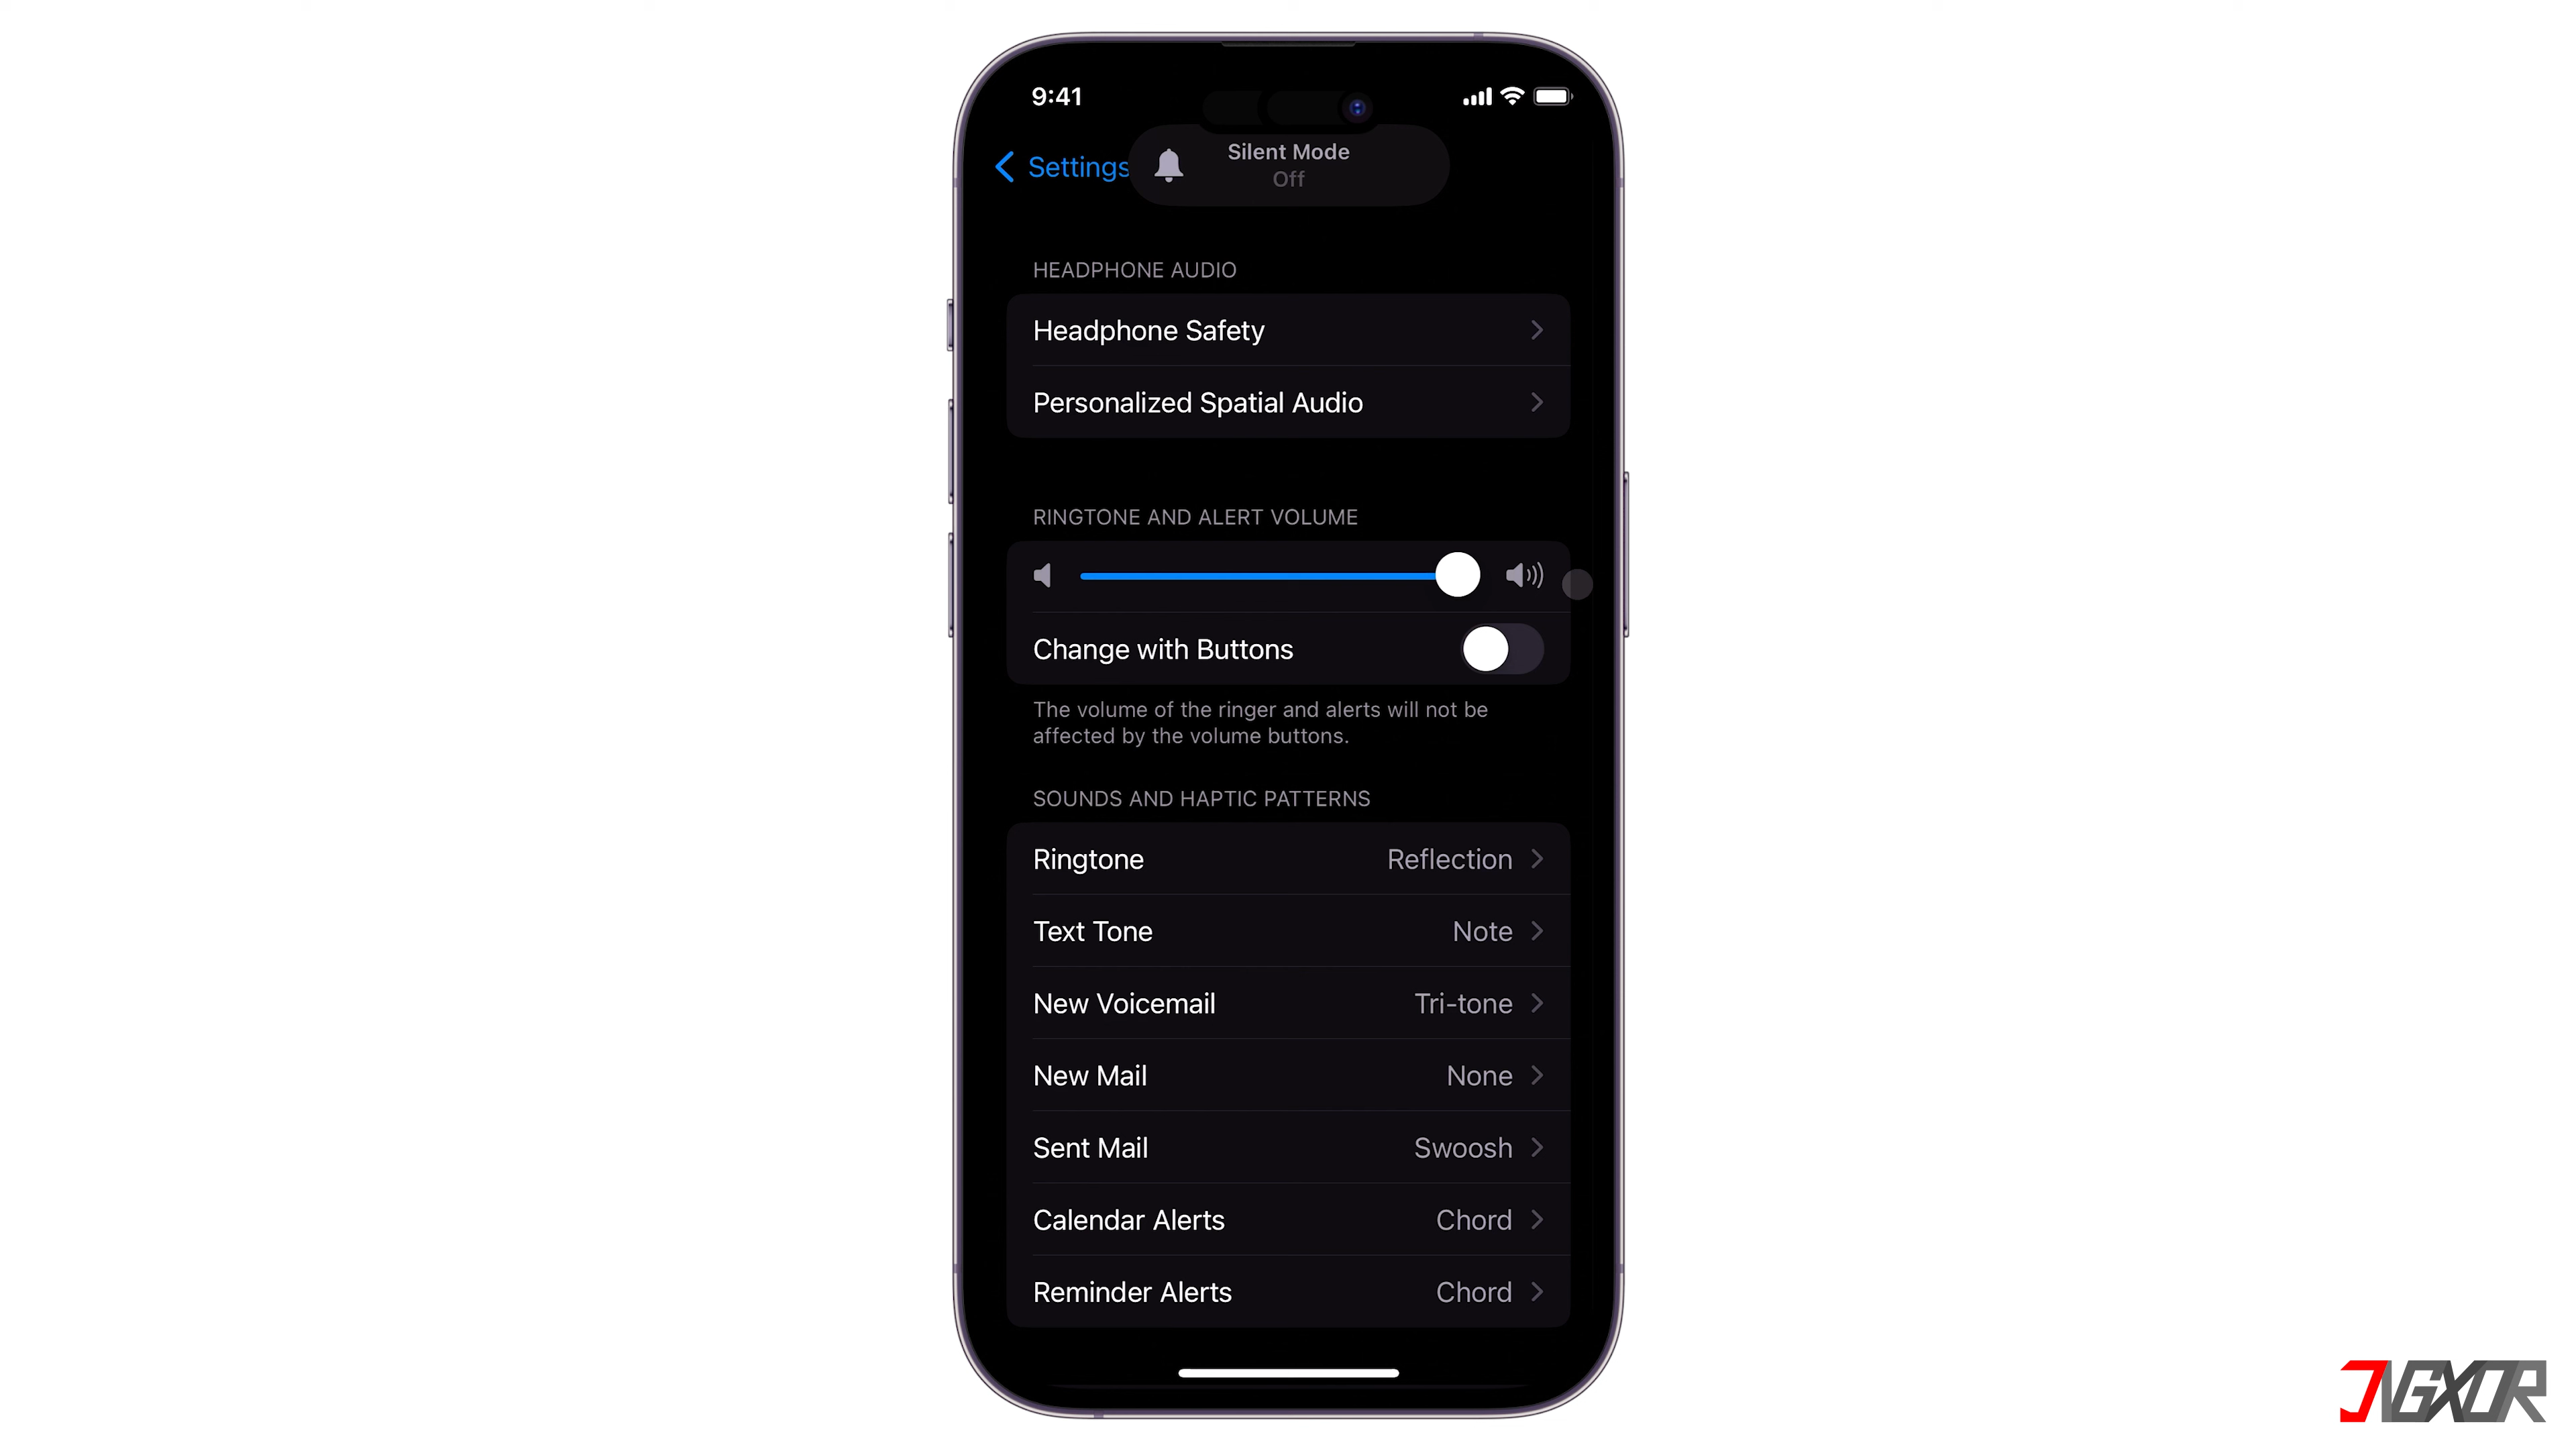 9:41
Silent Mode
Off
Settings
HEADPHONE AUDIO
Headphone Safety
Personalized Spatial Audio
RINGTONE AND ALERT VOLUME
Change with Buttons
The volume of the ringer and alerts will not be
affected by the volume buttons.
SOUNDS AND HAPTIC PATTERNS
Ringtone Reflection
Text Tone Note
New Voicemail Tri-tone
New Mail None
Sent Mail Swoosh
Calendar Alerts Chord
Reminder Alerts Chord
JNGXOR